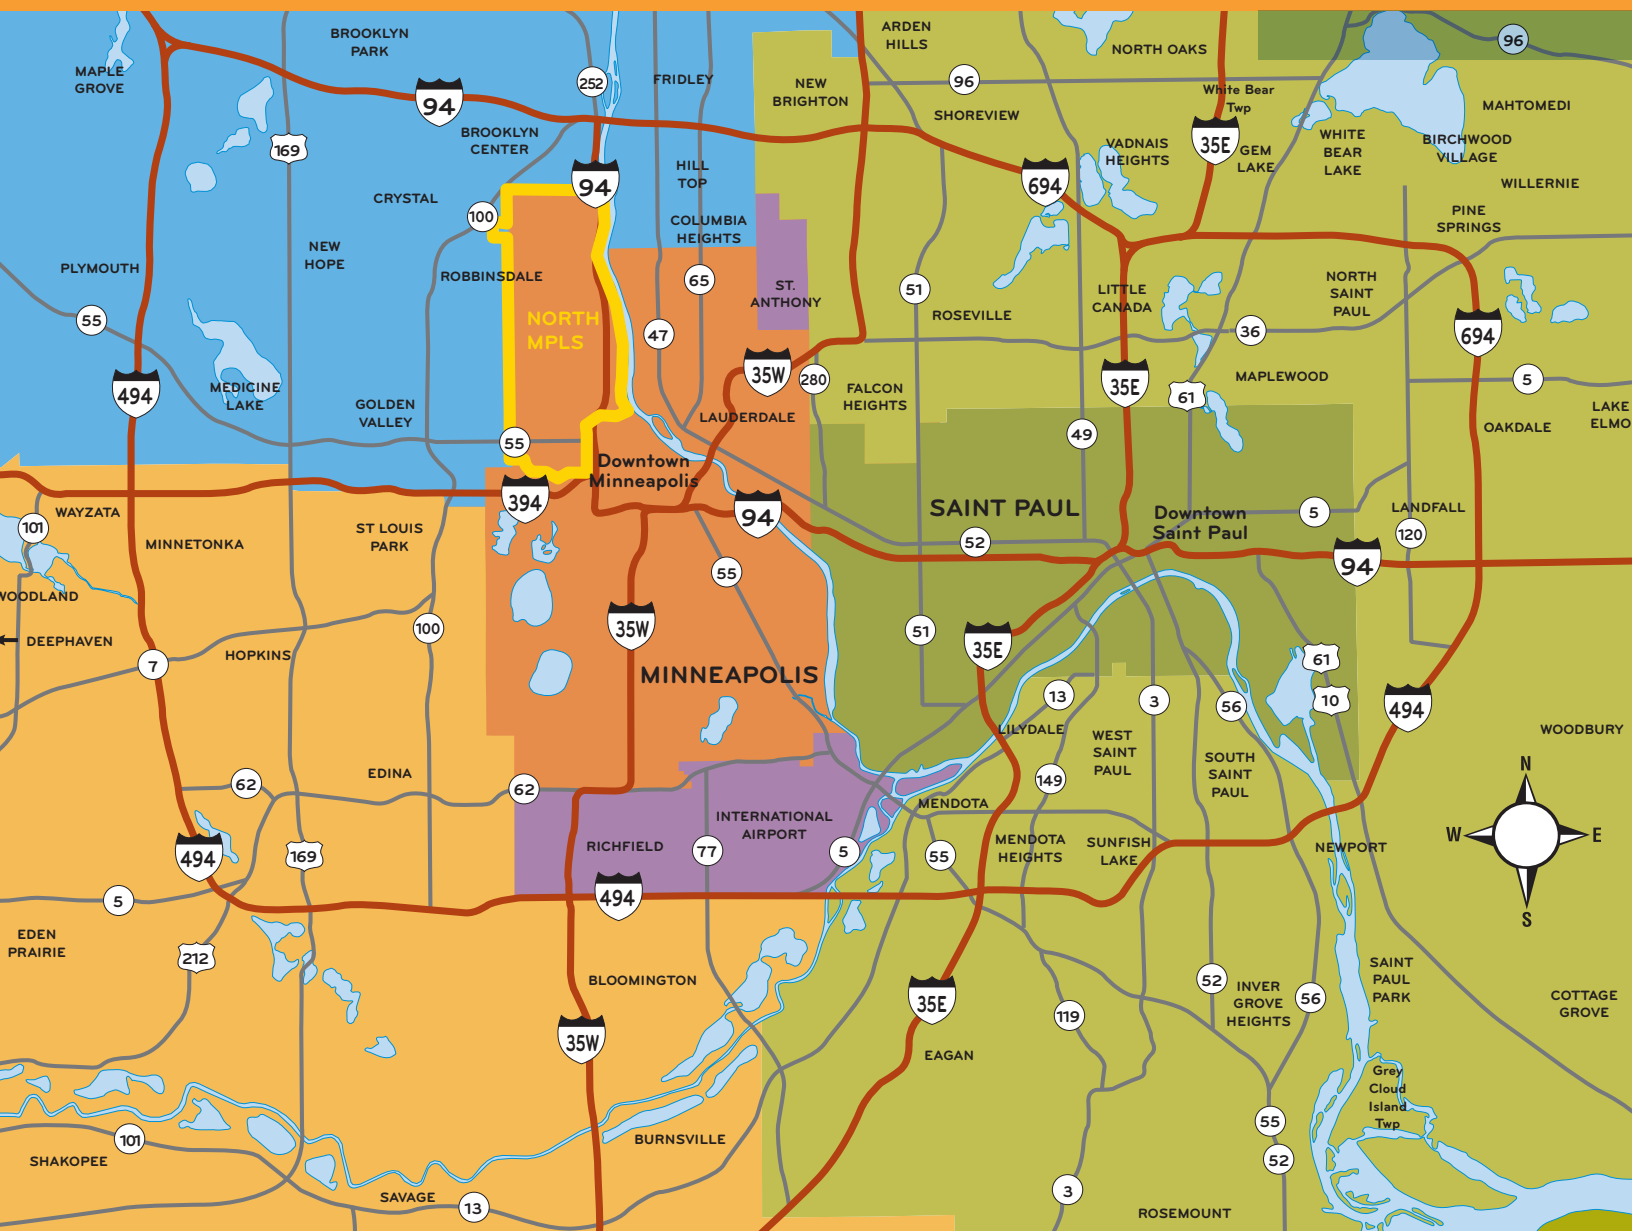 BROOKLYN
PARK
ARDEN
HILLS
NORTH OAKS
96
MAPLE
GROVE
252
FRIDLEY
NEW
BRIGHTON
96
White Bear
Twp
94
SHOREVIEW
MAHTOMEDI
BROOKLYN
CENTER
169
35E
VADNAIS
HEIGHTS
GEM
LAKE
WHITE
BEAR
LAKE
BIRCHWOOD
VILLAGE
HILL
TOP
94
694
WILLERNIE
CRYSTAL
100
COLUMBIA
HEIGHTS
PINE
SPRINGS
NEW
HOPE
PLYMOUTH
ROBBINSDALE
65
ST.
ANTHONY
51
LITTLE
CANADA
NORTH
SAINT
PAUL
55
NORTH
MPLS
47
ROSEVILLE
36
694
35W
280
494
MEDICINE
LAKE
FALCON
HEIGHTS
35E
61
MAPLEWOOD
5
GOLDEN
VALLEY
LAUDERDALE
LAKE
ELMO
55
49
OAKDALE
Downtown
Minneapolis
394
94
SAINT PAUL
Downtown
Saint Paul
5
LANDFALL
101
WAYZATA
ST LOUIS
PARK
MINNETONKA
52
120
94
55
WOODLAND
DEEPHAVEN
100
35W
51
35E
7
HOPKINS
MINNEAPOLIS
61
10
13
3
56
494
LILYDALE
WEST
SAINT
PAUL
WOODBURY
N
62
EDINA
62
149
SOUTH
SAINT
PAUL
MENDOTA
INTERNATIONAL
AIRPORT
W
E
RICHFIELD
77
5
55
MENDOTA
HEIGHTS
SUNFISH
LAKE
NEWPORT
494
169
494
5
S
EDEN
PRAIRIE
212
BLOOMINGTON
35E
52
INVER
GROVE
HEIGHTS
56
SAINT
PAUL
PARK
COTTAGE
GROVE
119
35W
EAGAN
Grey
Cloud
Island
Twp
55
101
BURNSVILLE
SHAKOPEE
52
3
SAVAGE
13
ROSEMOUNT